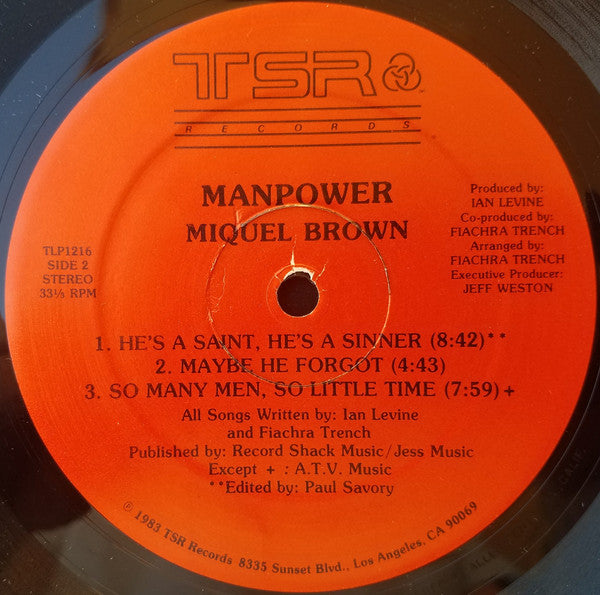 TSR
RECORDS
MANPOWER
MIQUEL BROWN
Produced by:
IAN LEVINE
Co-produced by:
FIACHRA TRENCH
Arranged by:
FIACHRA TRENCH
Executive Producer:
JEFF WESTON
TLP1216
SIDE 2
STEREO
33⅓ RPM
1. HE'S A SAINT, HE'S A SINNER (8:42)**
2. MAYBE HE FORGOT (4:43)
3. SO MANY MEN, SO LITTLE TIME (7:59)+
All Songs Written by: Ian Levine
and Fiachra Trench
Published by: Record Shack Music/Jess Music
Except + : A.T.V. Music
**Edited by: Paul Savory
℗ 1983 TSR Records 8335 Sunset Blvd., Los Angeles, CA 90069